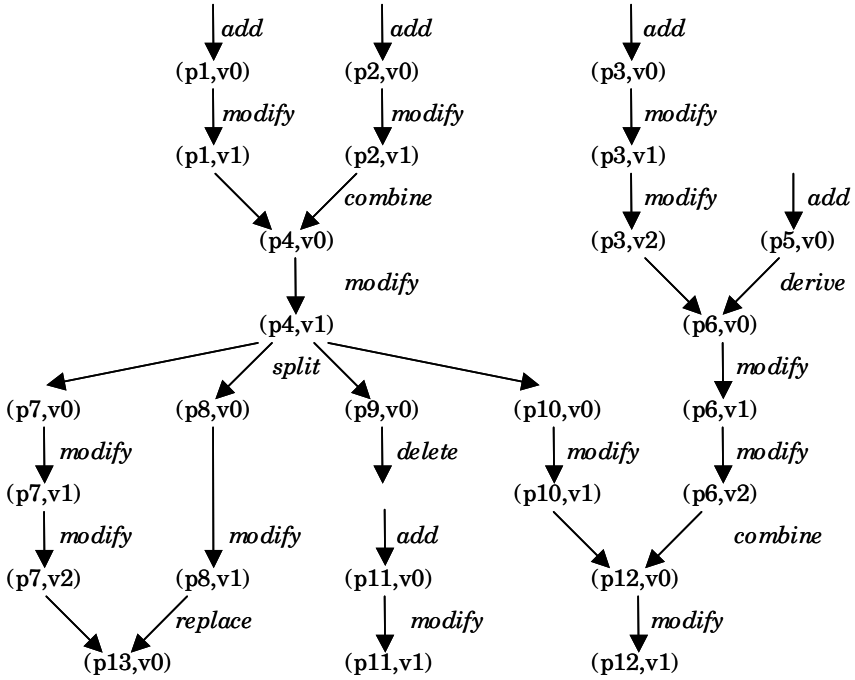 add add add
(p1,v0) (p2,v0) (p3,v0)
modify modify modify
(p1,v1) (p2,v1) (p3,v1)
combine modify add
(p4,v0) (p3,v2) (p5,v0)
modify derive
(p4,v1) (p6,v0)
split modify
(p7,v0) (p8,v0) (p9,v0) (p10,v0) (p6,v1)
modify delete modify modify
(p7,v1) (p10,v1) (p6,v2)
modify modify add combine
(p7,v2) (p8,v1) (p11,v0) (p12,v0)
replace modify modify
(p13,v0) (p11,v1) (p12,v1)